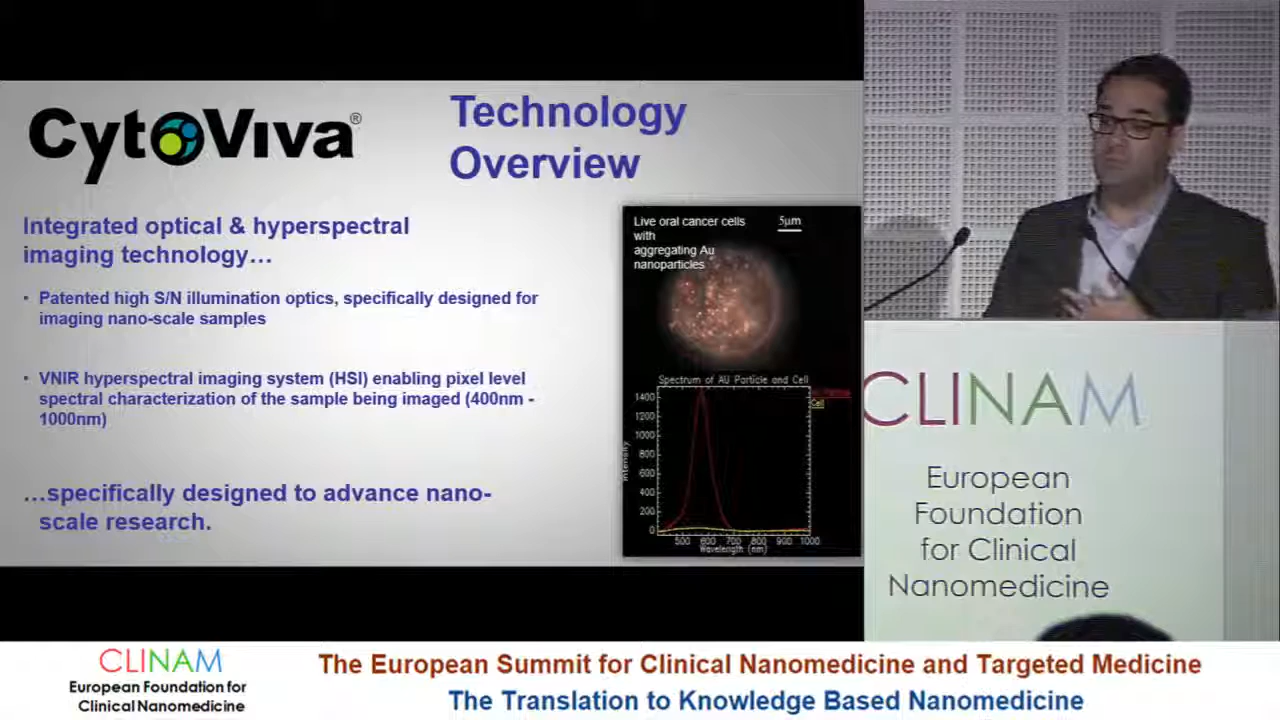 CytoViva®
Technology
Overview
Integrated optical & hyperspectral
imaging technology…
• Patented high S/N illumination optics, specifically designed for
imaging nano-scale samples
• VNIR hyperspectral imaging system (HSI) enabling pixel level
spectral characterization of the sample being imaged (400nm -
1000nm)
…specifically designed to advance nano-
scale research.
Live oral cancer cells
with
aggregating Au
nanoparticles
5µm
Spectrum of AU Particle and Cell
Cell
Intensity
1400
1200
1000
800
600
400
200
0
500 600 700 800 900 1000
Wavelength (nm)
CLINAM
European
Foundation
for Clinical
Nanomedicine
CLINAM
European Foundation for
Clinical Nanomedicine
The European Summit for Clinical Nanomedicine and Targeted Medicine
The Translation to Knowledge Based Nanomedicine